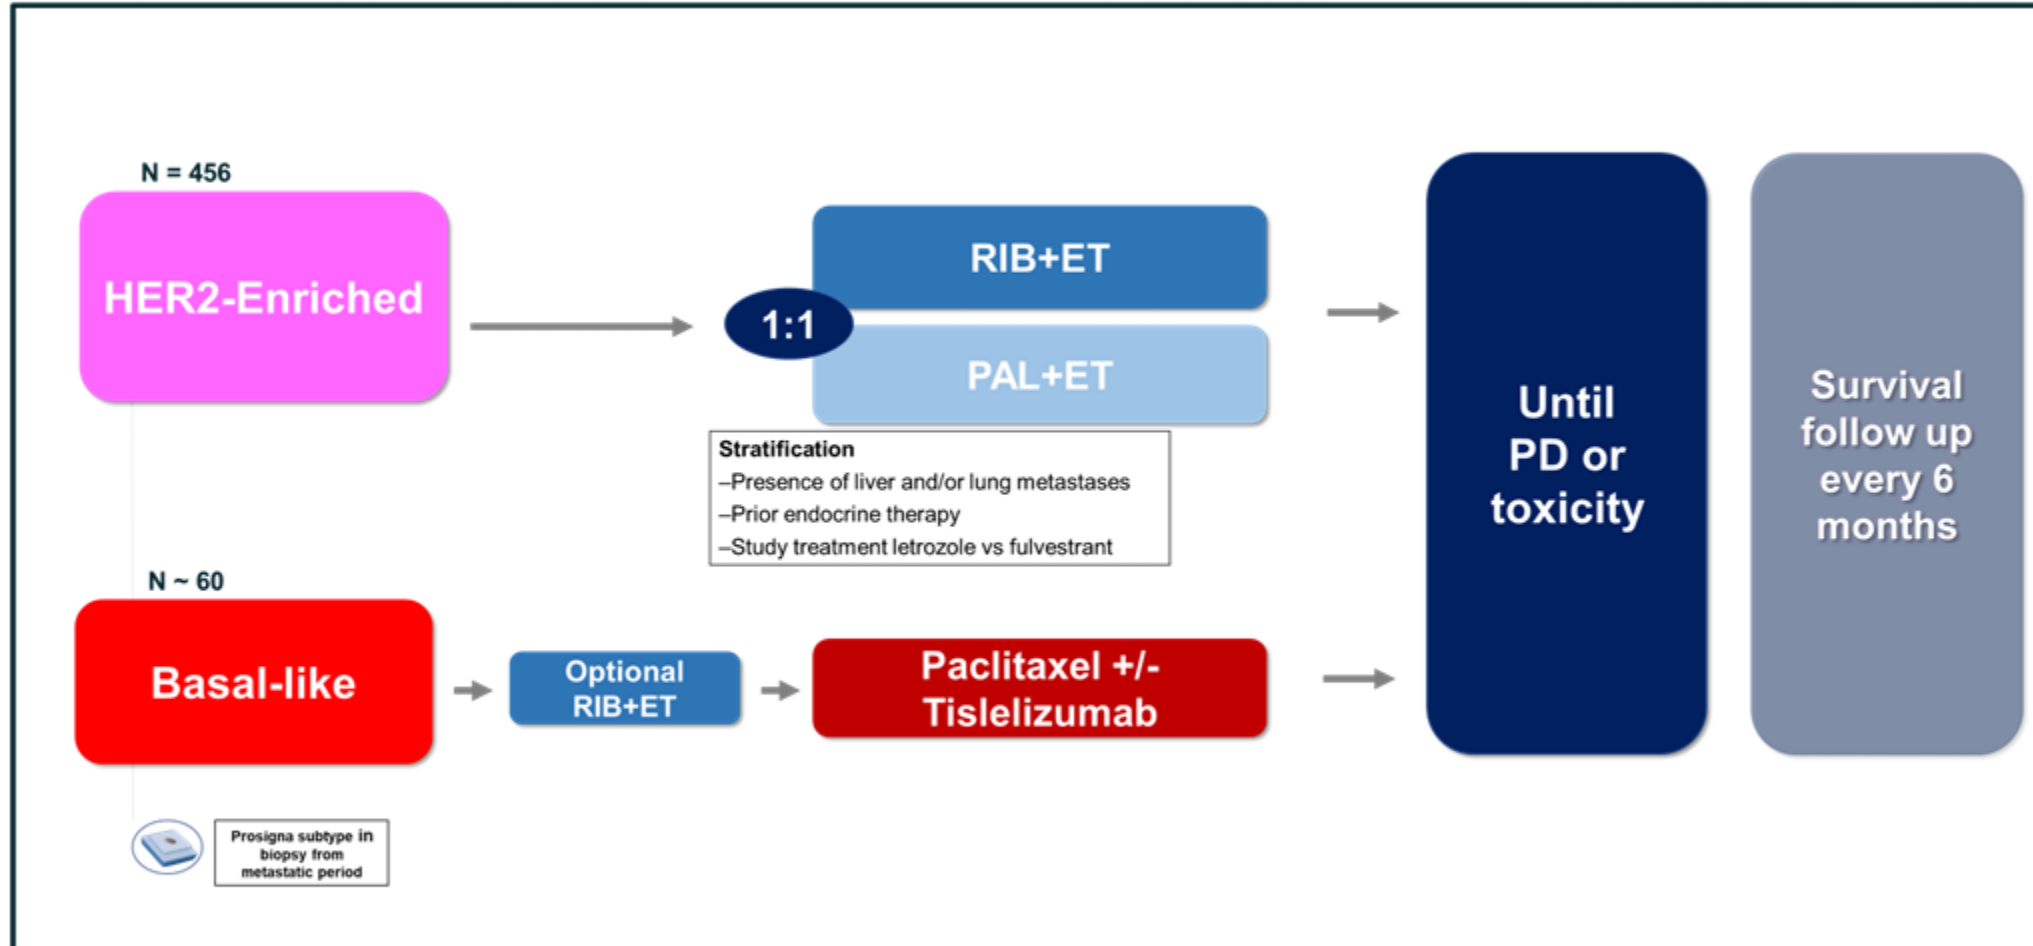 N = 456
HER2-Enriched
1:1
RIB+ET
PAL+ET
Stratification
–Presence of liver and/or lung metastases
–Prior endocrine therapy
–Study treatment letrozole vs fulvestrant
N ~ 60
Basal-like
Optional
RIB+ET
Paclitaxel +/-
Tislelizumab
Until
PD or
toxicity
Survival
follow up
every 6
months
Prosigna subtype in
biopsy from
metastatic period